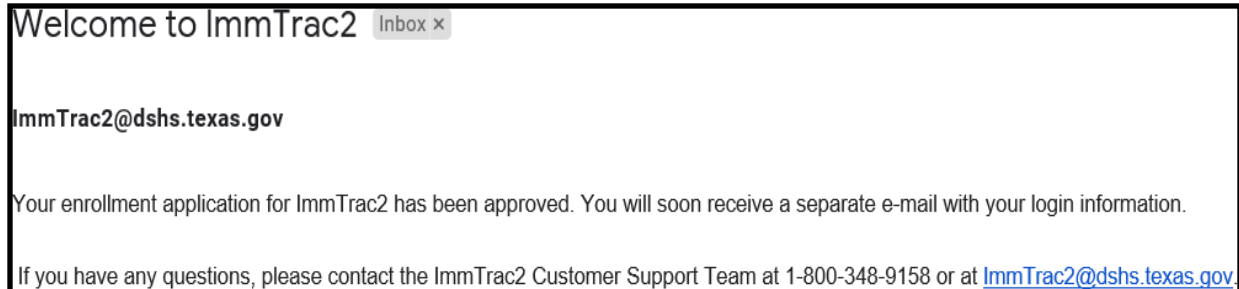 Welcome to ImmTrac2 Inbox ×
ImmTrac2@dshs.texas.gov
Your enrollment application for ImmTrac2 has been approved. You will soon receive a separate e-mail with your login information.
If you have any questions, please contact the ImmTrac2 Customer Support Team at 1-800-348-9158 or at ImmTrac2@dshs.texas.gov.